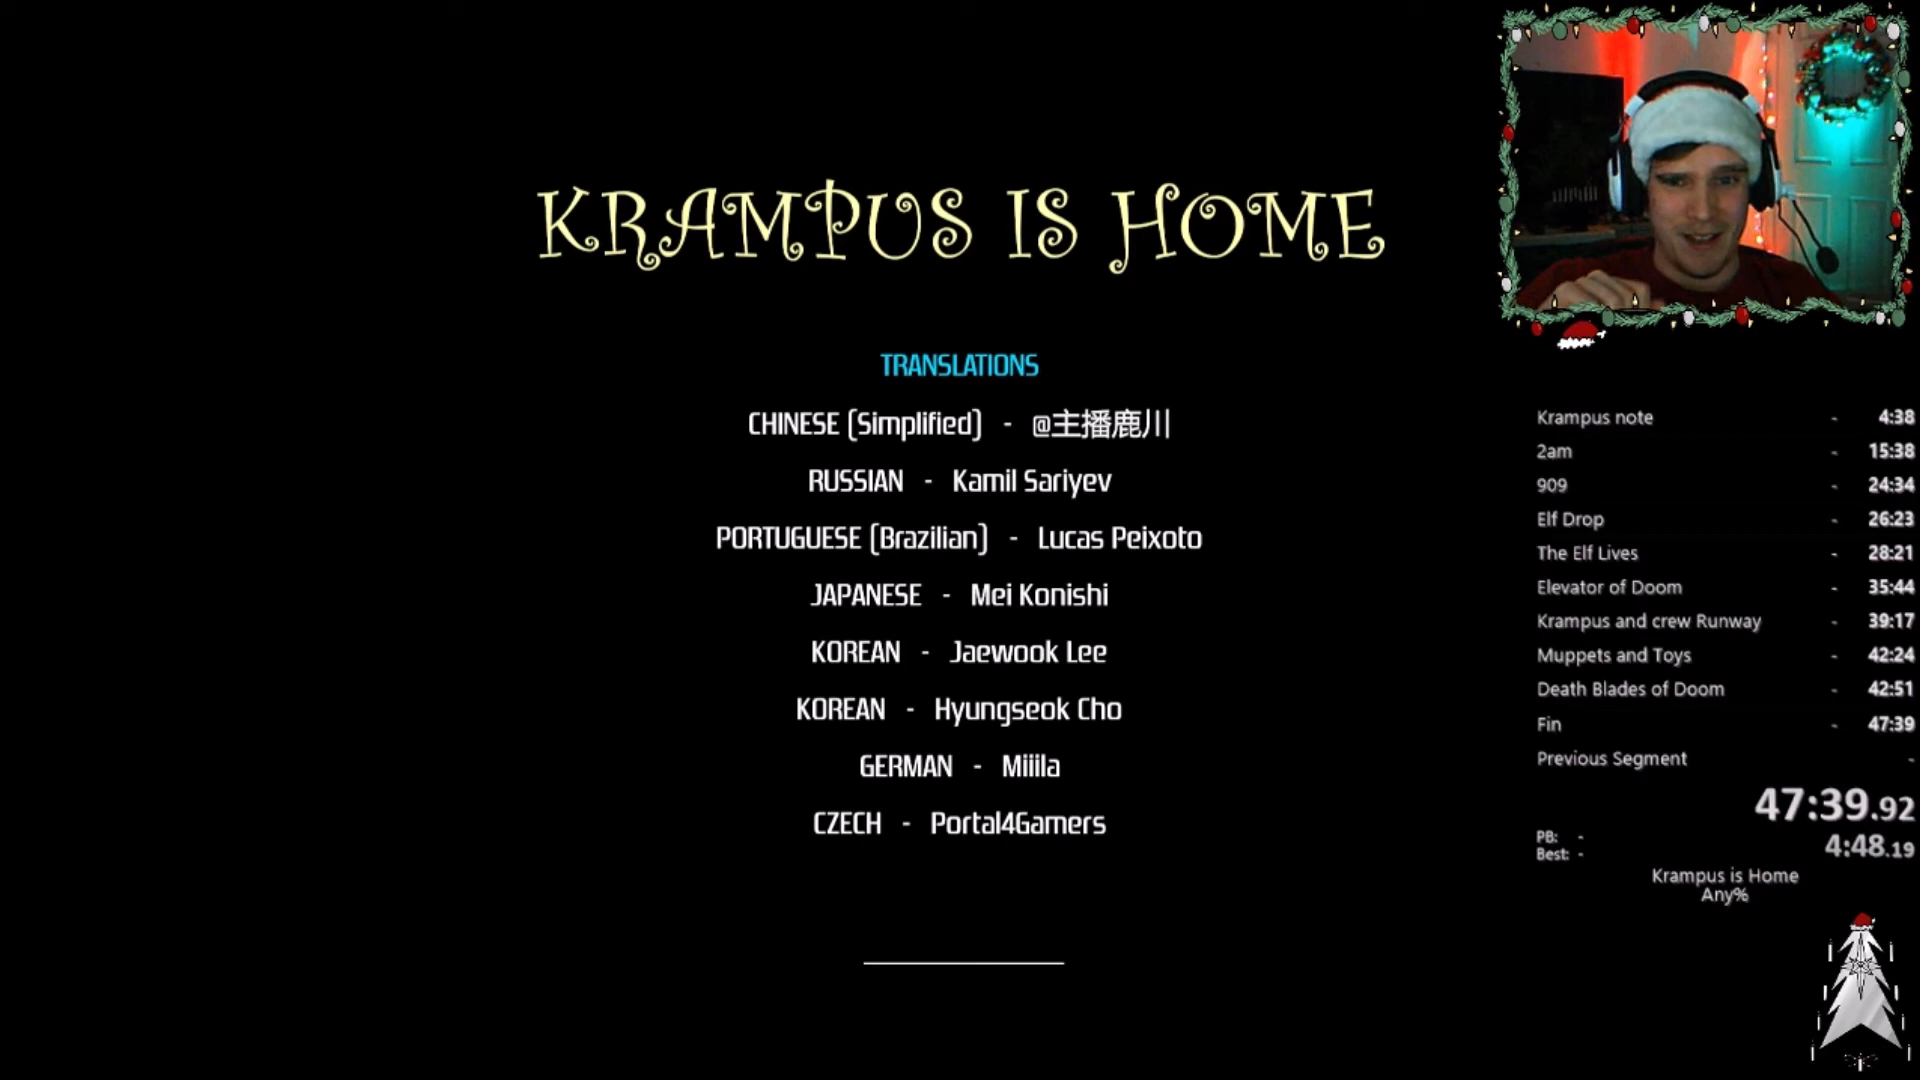 KRAMPUS IS HOME
TRANSLATIONS
CHINESE (Simplified) - @主播鹿川
RUSSIAN - Kamil Sariyev
PORTUGUESE (Brazilian) - Lucas Peixoto
JAPANESE - Mei Konishi
KOREAN - Jaewook Lee
KOREAN - Hyungseok Cho
GERMAN - Miiila
CZECH - Portal4Gamers
Krampus note - 4:38
2am - 15:38
909 - 24:34
Elf Drop - 26:23
The Elf Lives - 28:21
Elevator of Doom - 35:44
Krampus and crew Runway - 39:17
Muppets and Toys - 42:24
Death Blades of Doom - 42:51
Fin - 47:39
Previous Segment -
47:39.92
PB: - 4:48.19
Best: -
Krampus is Home
Any%